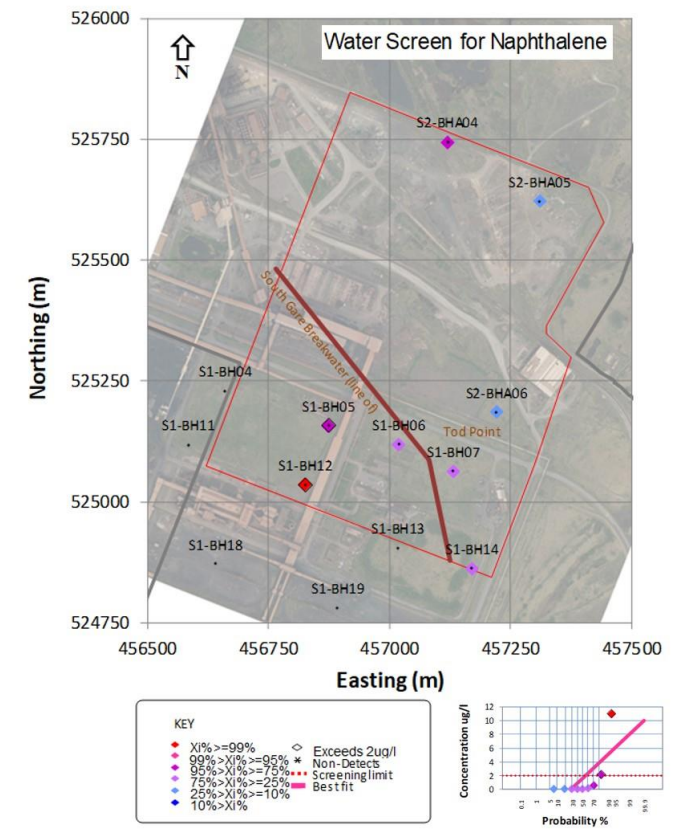 Water Screen for Naphthalene
N
526000
525750
525500
525250
525000
524750
Northing (m)
S2-BHA04
S2-BHA05
South Gare Breakwater (line of)
S1-BH04
S2-BHA06
S1-BH05
S1-BH11
S1-BH06
Tod Point
S1-BH07
S1-BH12
S1-BH13
S1-BH18
S1-BH14
S1-BH19
456500 456750 457000 457250 457500
Easting (m)
KEY
Xi%>=99%
99%>Xi%>=95%
95%>Xi%>=75%
75%>Xi%>=25%
25%>Xi%>=10%
10%>Xi%
Exceeds 2ug/l
Non-Detects
Screening limit
Best fit
Concentration ug/l
12
10
8
6
4
2
0
0.1 1 5 10 30 50 70 90 95 99 99.9
Probability %